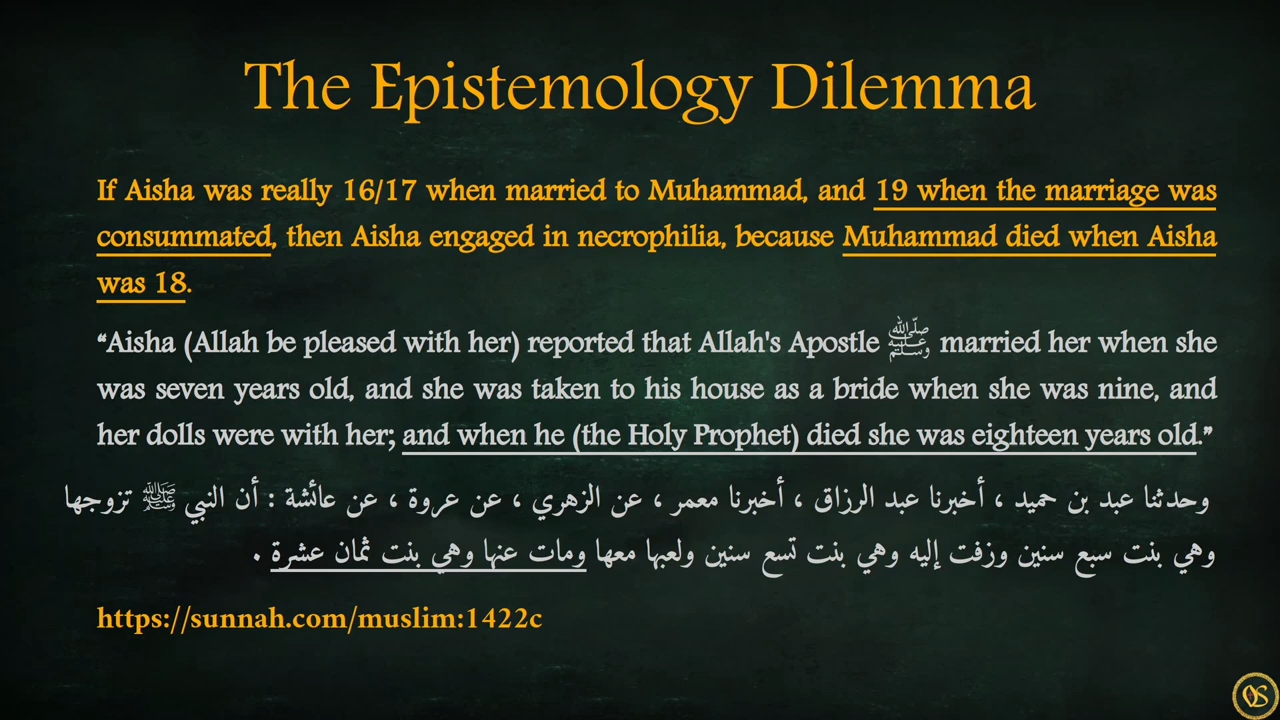 The Epistemology Dilemma
If Aisha was really 16/17 when married to Muhammad, and 19 when the marriage was
consummated, then Aisha engaged in necrophilia, because Muhammad died when Aisha
was 18.
“Aisha (Allah be pleased with her) reported that Allah's Apostle ﷺ married her when she
was seven years old, and she was taken to his house as a bride when she was nine, and
her dolls were with her; and when he (the Holy Prophet) died she was eighteen years old.”
وحدثنا عبد بن حميد ، أخبرنا عبد الرزاق ، أخبرنا معمر ، عن الزهري ، عن عروة ، عن عائشة : أن النبي ﷺ تزوجها
وهي بنت سبع سنين وزفت إليه وهي بنت تسع سنين ولعبها معها ومات عنها وهي بنت ثمان عشرة .
https://sunnah.com/muslim:1422c